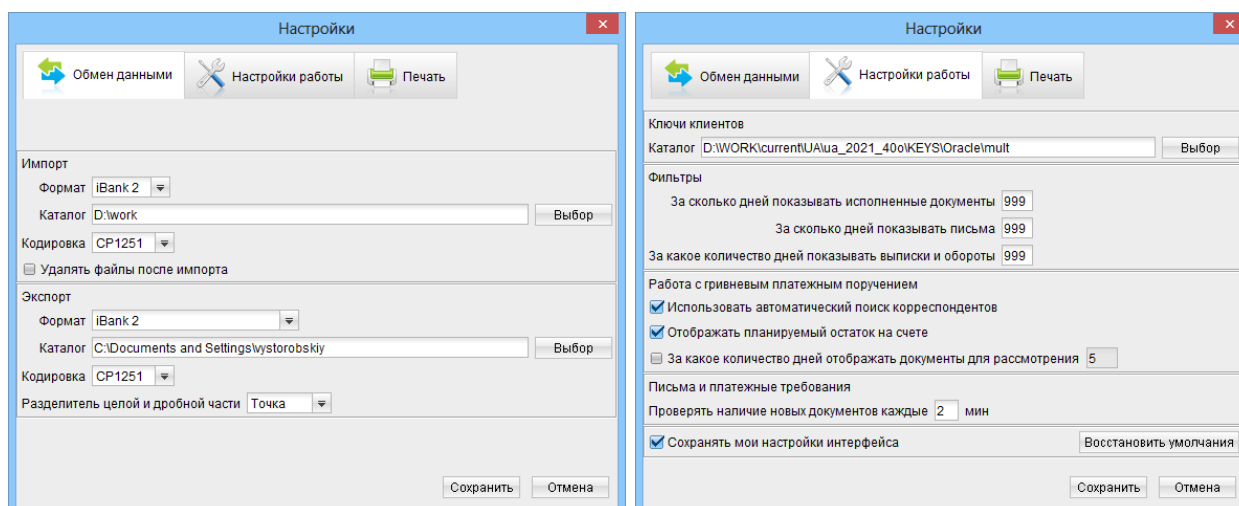 Настройки
Обмен данными
Настройки работы
Печать
Импорт
Формат iBank 2
Каталог D:\work Выбор
Кодировка CP1251
Удалять файлы после импорта
Экспорт
Формат iBank 2
Каталог C:\Documents and Settings\vystorobskiy Выбор
Кодировка CP1251
Разделитель целой и дробной части Точка
Сохранить Отмена
Настройки
Обмен данными
Настройки работы
Печать
Ключи клиентов
Каталог D:\WORK\current\UA\ua_2021_40o\KEYS\Oracle\mult Выбор
Фильтры
За сколько дней показывать исполненные документы 999
За сколько дней показывать письма 999
За какое количество дней показывать выписки и обороты 999
Работа с гривневым платежным поручением
Использовать автоматический поиск корреспондентов
Отображать планируемый остаток на счете
За какое количество дней отображать документы для рассмотрения 5
Письма и платежные требования
Проверять наличие новых документов каждые 2 мин
Сохранять мои настройки интерфейса Восстановить умолчания
Сохранить Отмена